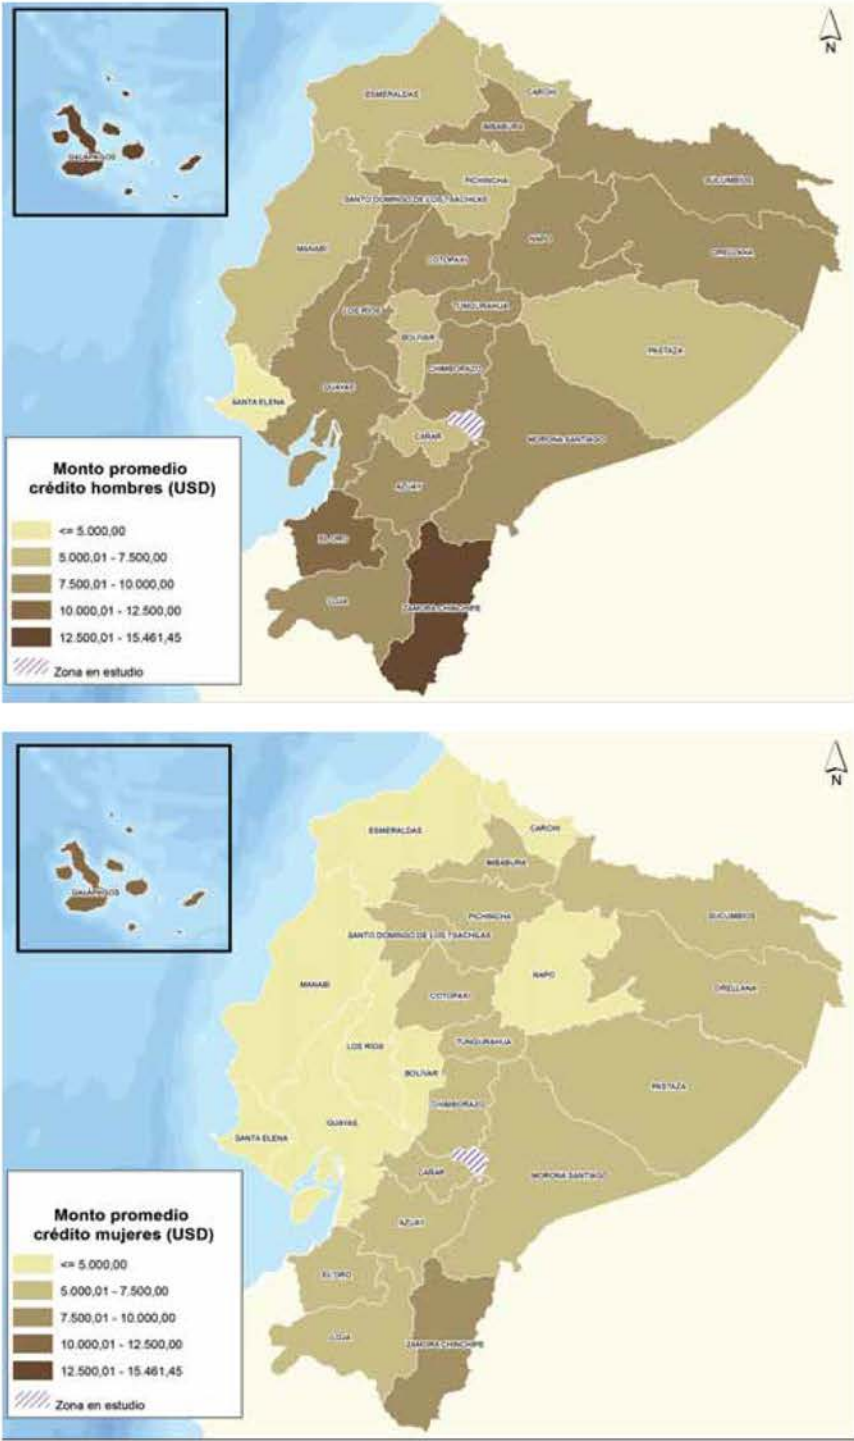 N
GALÁPAGOS
ESMERALDAS
CARCHI
IMBABURA
PICHINCHA
SUCUMBIOS
SANTO DOMINGO DE LOS TSACHILAS
MANABI
NAPO
ORELLANA
COTOPAXI
LOS RIOS
TUNGURAHUA
BOLIVAR
PASTAZA
CHIMBORAZO
GUAYAS
SANTA ELENA
CAÑAR
MORONA SANTIAGO
AZUAY
EL ORO
LOJA
ZAMORA CHINCHIPE
Monto promedio
crédito hombres (USD)
<= 5.000,00
5.000,01 - 7.500,00
7.500,01 - 10.000,00
10.000,01 - 12.500,00
12.500,01 - 15.461,45
Zona en estudio
N
GALÁPAGOS
ESMERALDAS
CARCHI
IMBABURA
PICHINCHA
SUCUMBIOS
SANTO DOMINGO DE LOS TSACHILAS
NAPO
MANABI
ORELLANA
COTOPAXI
LOS RIOS
TUNGURAHUA
BOLIVAR
PASTAZA
CHIMBORAZO
GUAYAS
SANTA ELENA
CAÑAR
MORONA SANTIAGO
AZUAY
EL ORO
LOJA
ZAMORA CHINCHIPE
Monto promedio
crédito mujeres (USD)
<= 5.000,00
5.000,01 - 7.500,00
7.500,01 - 10.000,00
10.000,01 - 12.500,00
12.500,01 - 15.461,45
Zona en estudio